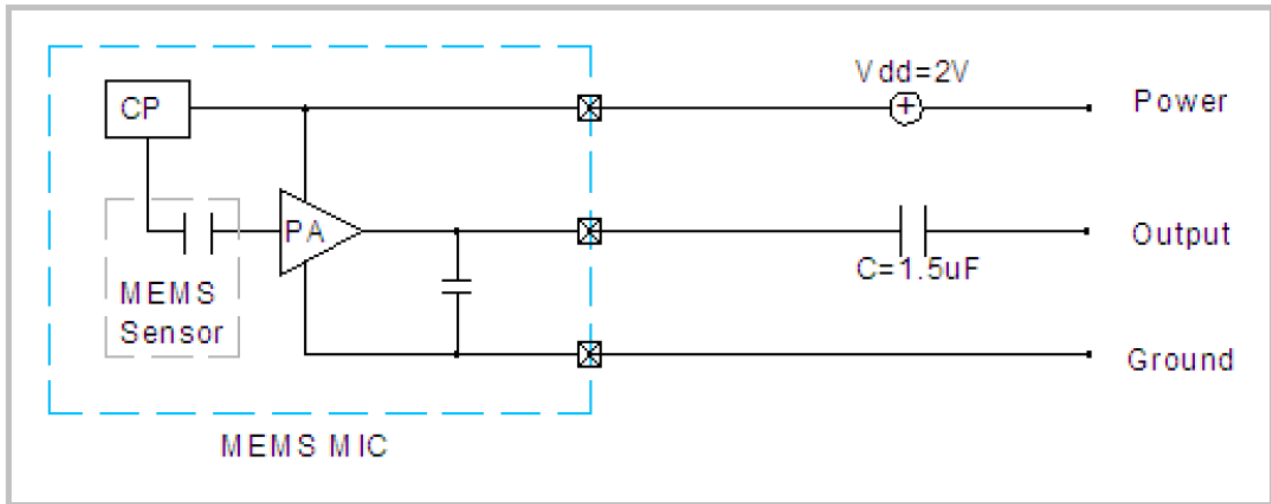 Vdd=2V
Power
CP
PA
Output
C=1.5uF
MEMS
Sensor
Ground
MEMS MIC